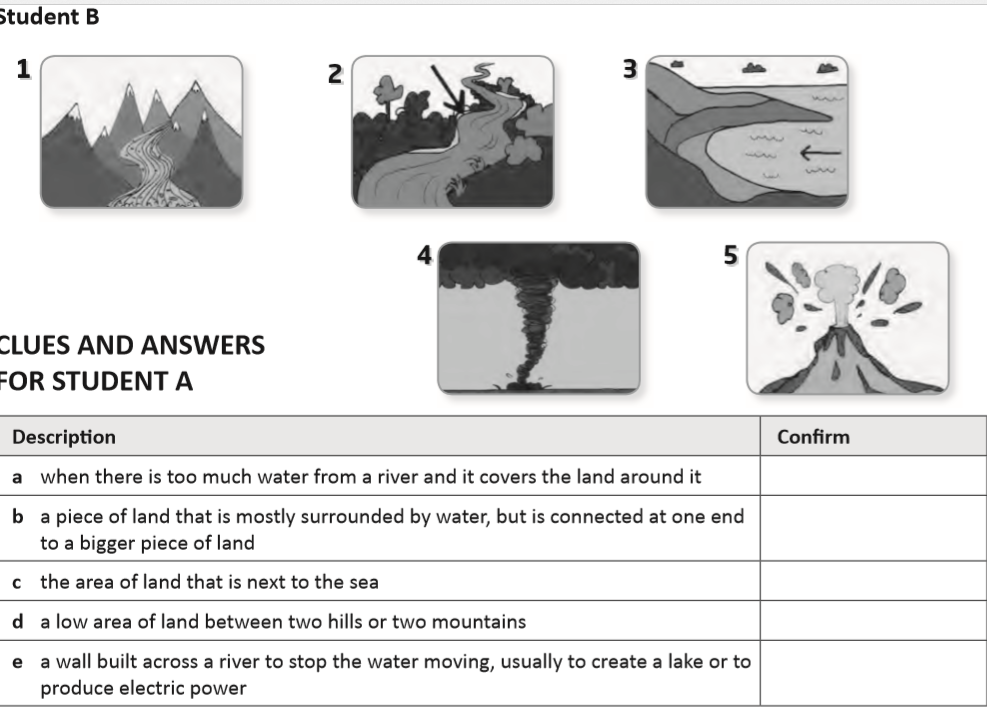 Student B
1
2
3
4
5
CLUES AND ANSWERS
FOR STUDENT A
Description Confirm
a when there is too much water from a river and it covers the land around it
b a piece of land that is mostly surrounded by water, but is connected at one end
to a bigger piece of land
c the area of land that is next to the sea
d a low area of land between two hills or two mountains
e a wall built across a river to stop the water moving, usually to create a lake or to
produce electric power